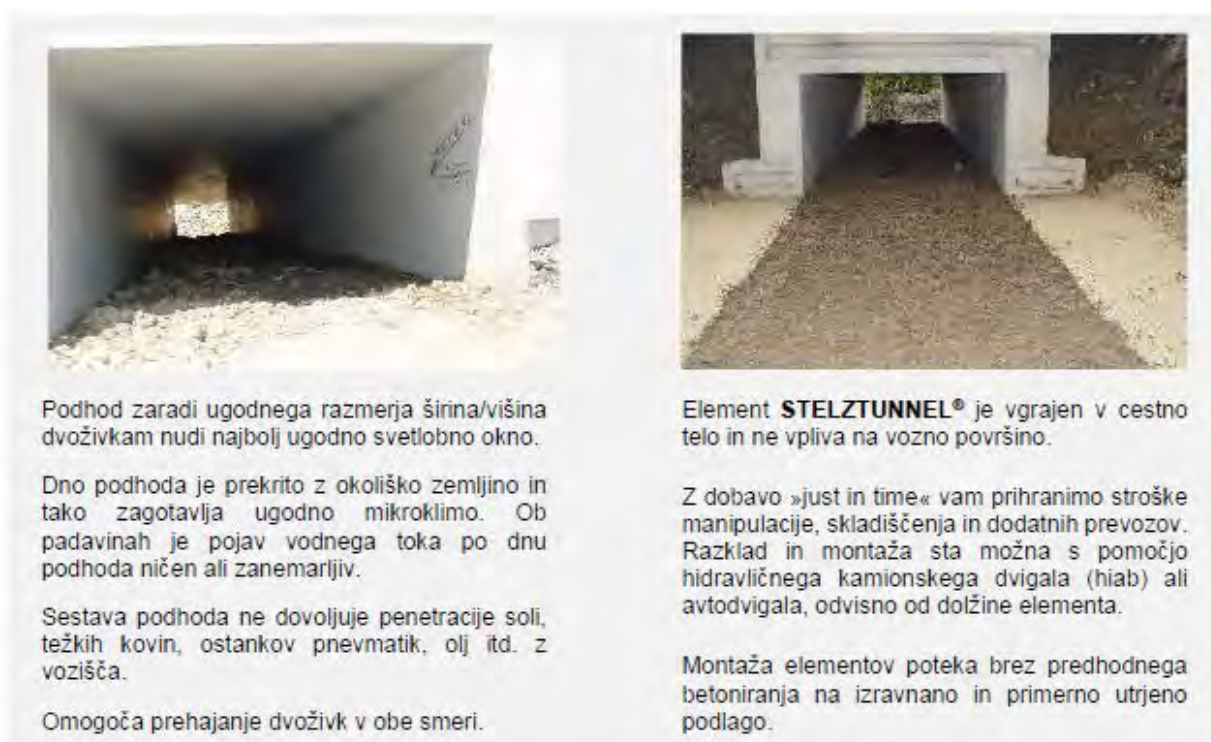 Podhod zaradi ugodnega razmerja širina/višina
dvoživkam nudi najbolj ugodno svetlobno okno.
Dno podhoda je prekrito z okoliško zemljino in
tako zagotavlja ugodno mikroklimo. Ob
padavinah je pojav vodnega toka po dnu
podhoda ničen ali zanemarljiv.
Sestava podhoda ne dovoljuje penetracije soli,
težkih kovin, ostankov pnevmatik, olj itd. z
vozišča.
Omogoča prehajanje dvoživk v obe smeri.
Element STELZTUNNEL® je vgrajen v cestno
telo in ne vpliva na vozno površino.
Z dobavo »just in time« vam prihranimo stroške
manipulacije, skladiščenja in dodatnih prevozov.
Razklad in montaža sta možna s pomočjo
hidravličnega kamionskega dvigala (hiab) ali
avtodvigala, odvisno od dolžine elementa.
Montaža elementov poteka brez predhodnega
betoniranja na izravnano in primerno utrjeno
podlago.